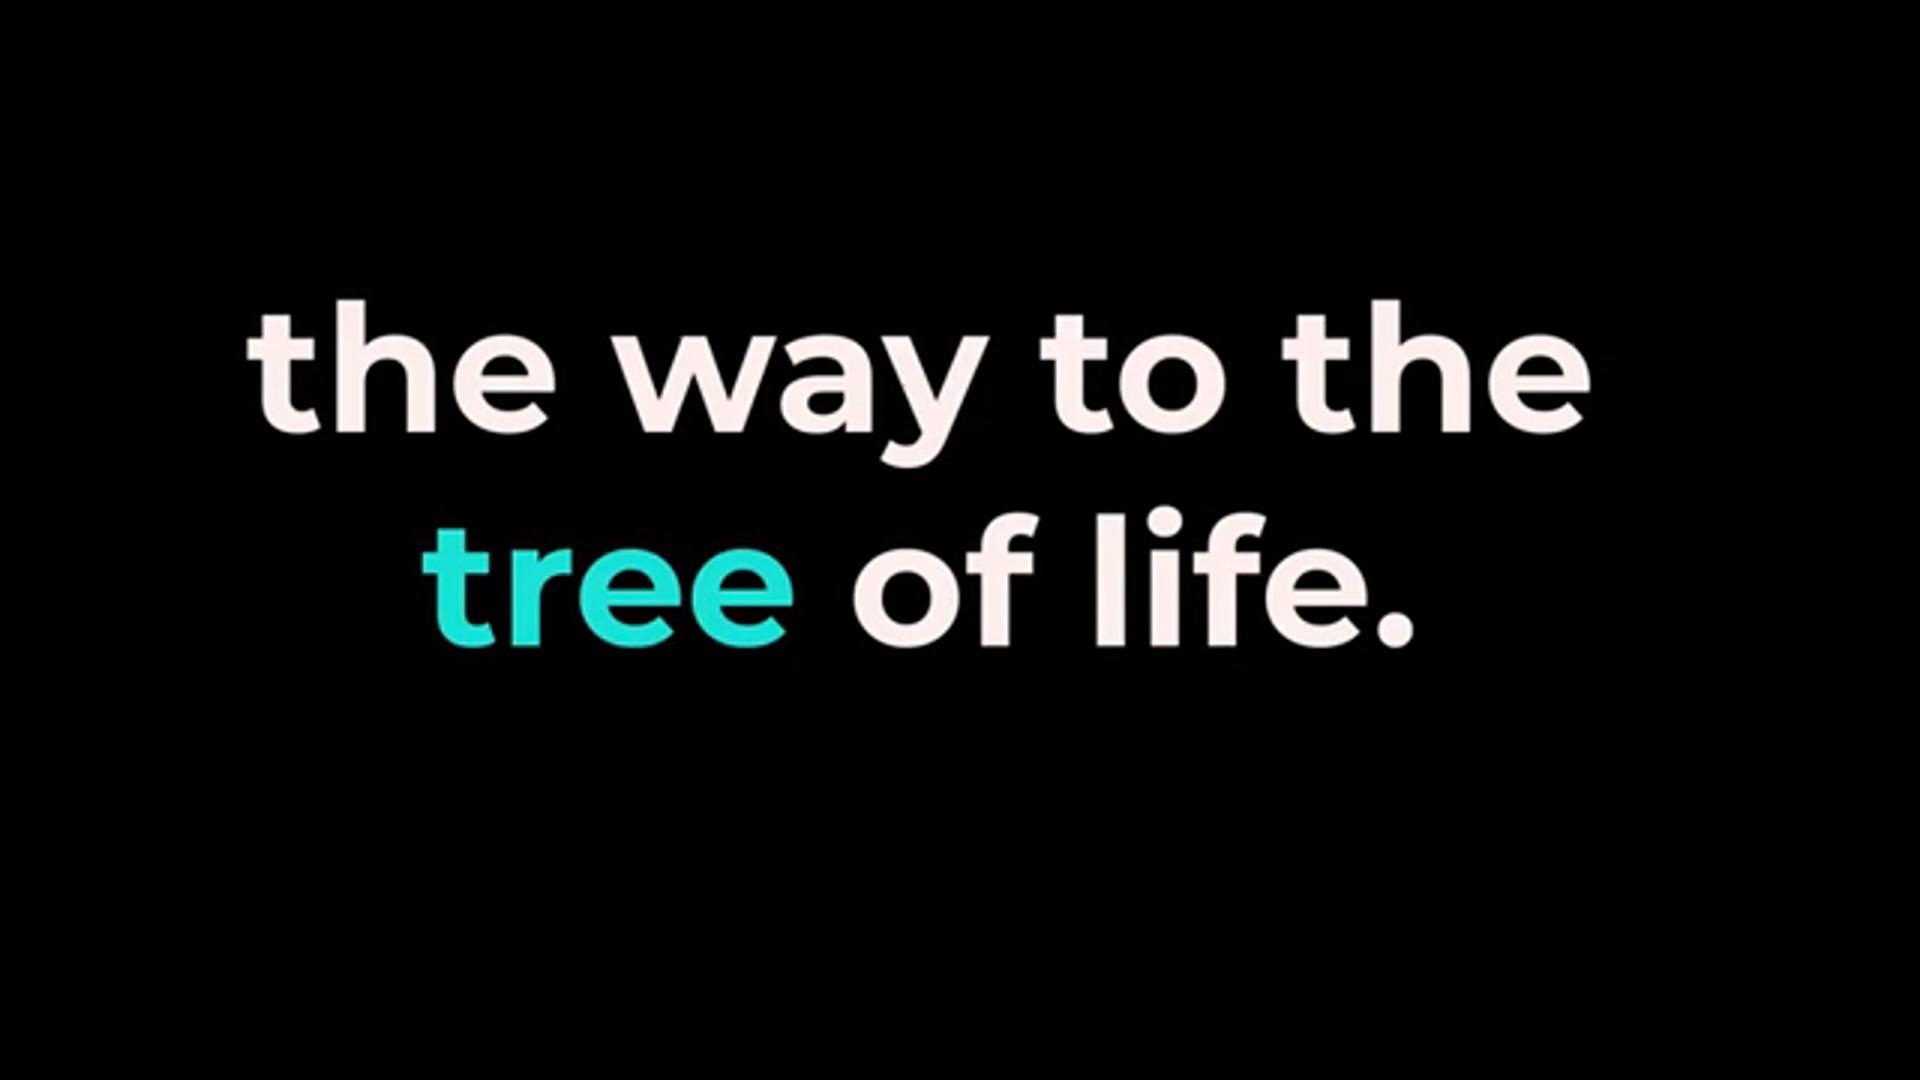 the way to the
tree of life.